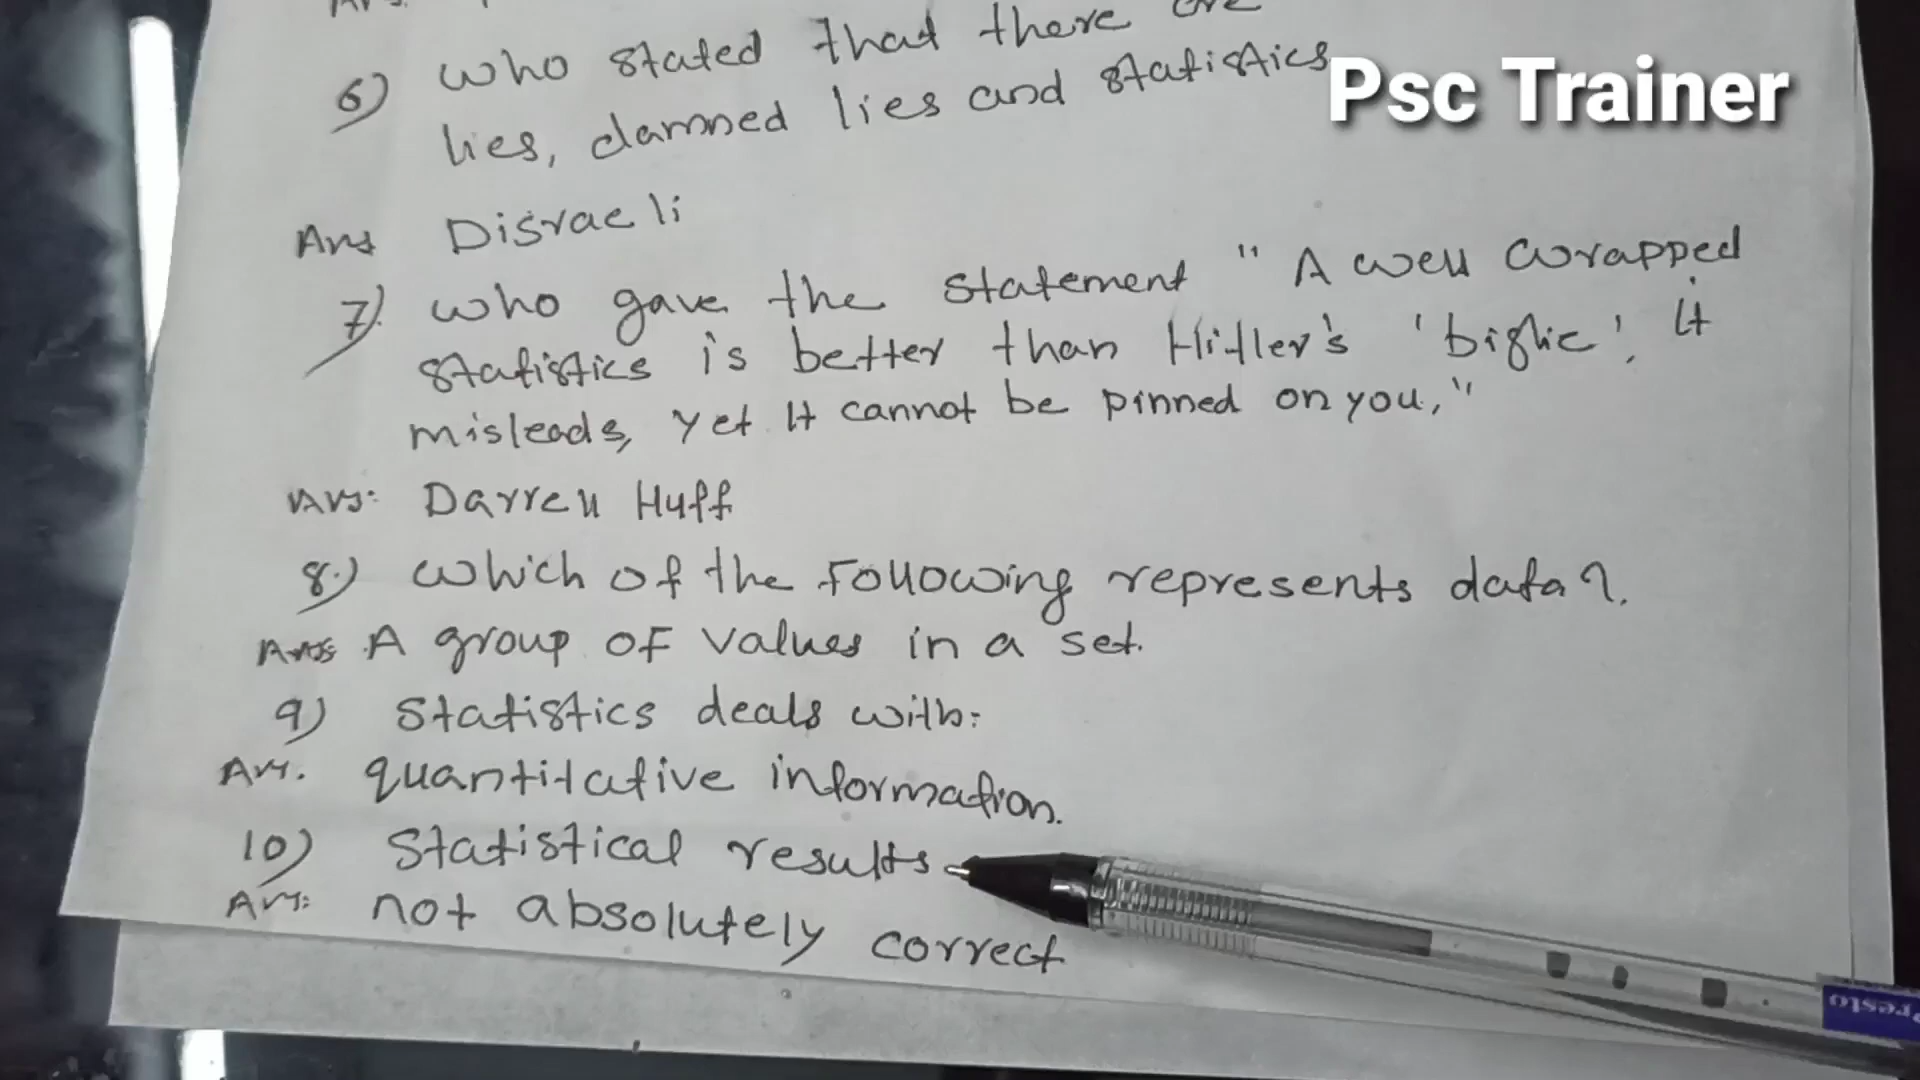 6) who stated that there are
lies, damned lies and statistics
Psc Trainer
Ans Disraeli
7) who gave the statement "A well wrapped
statistics is better than Hitler's 'biglie'. It
misleads, yet it cannot be pinned on you,"
Ans: Darrell Huff
8) which of the Following represents data?.
Ans A group of values in a set.
9) Statistics deals with:
Ans. quantitative information.
10) Statistical results
Ans: not absolutely correct
Presto